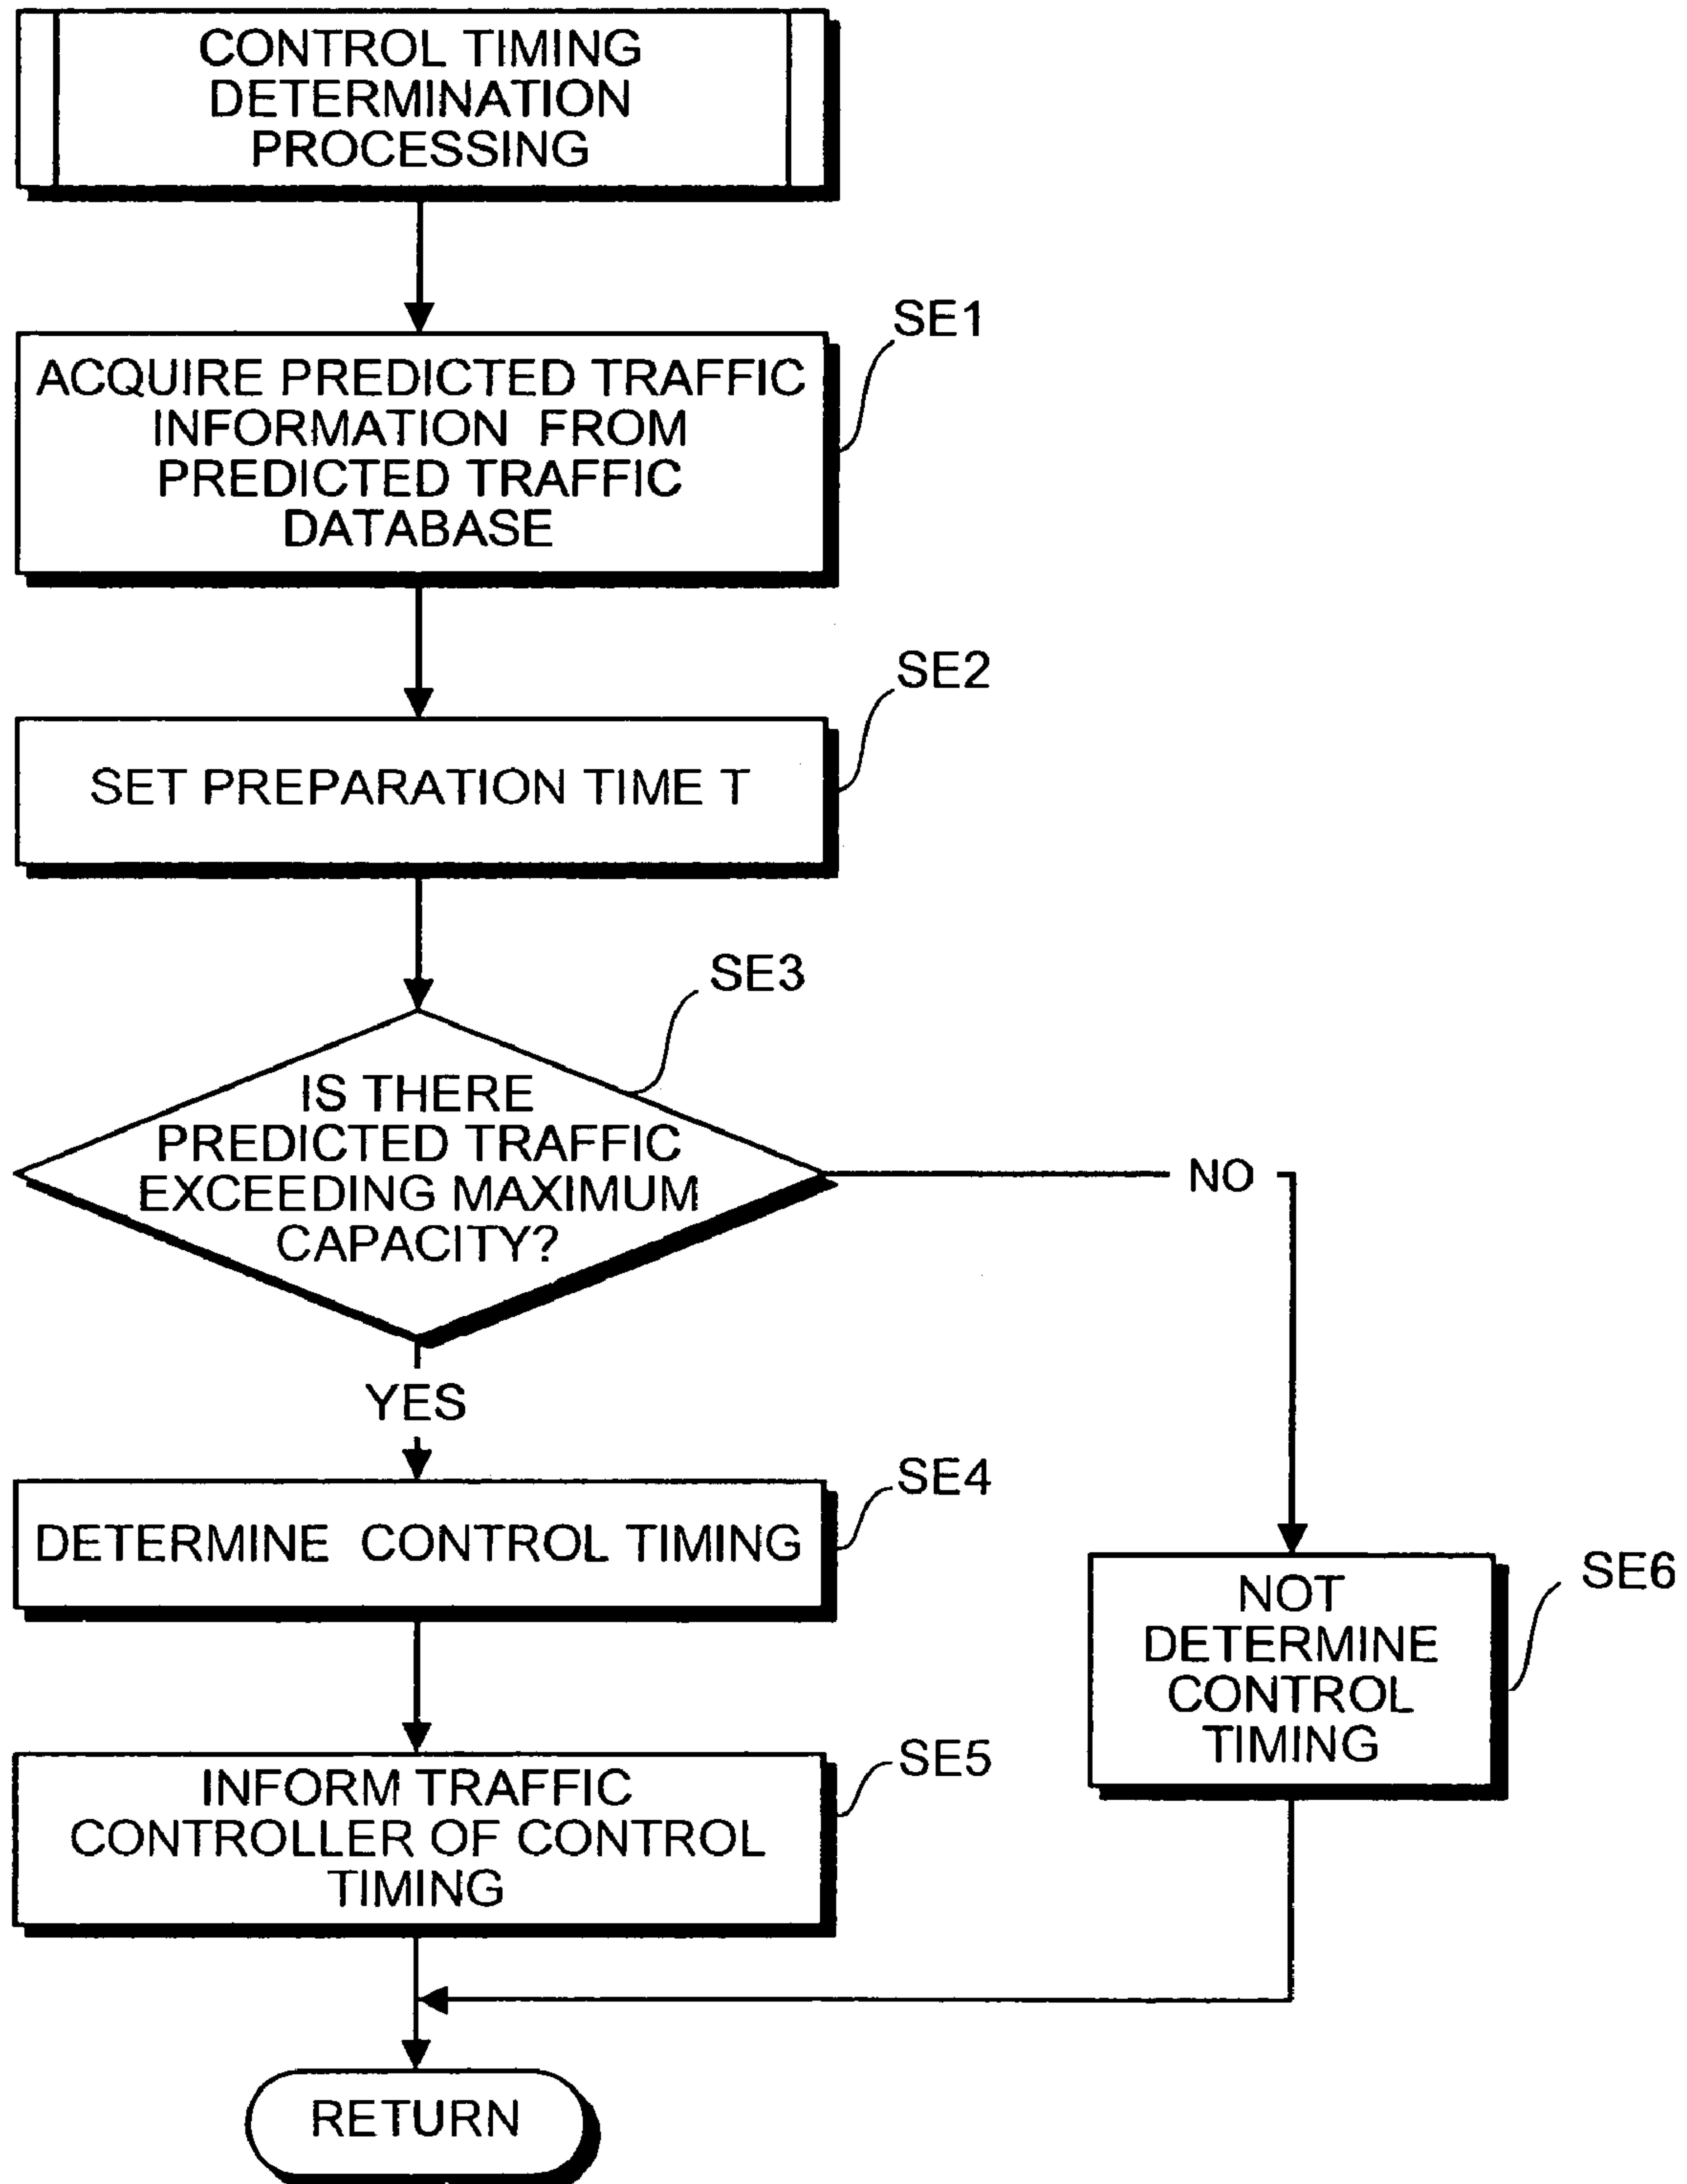 CONTROL TIMING
DETERMINATION
PROCESSING
SE1
ACQUIRE PREDICTED TRAFFIC
INFORMATION FROM
PREDICTED TRAFFIC
DATABASE
SE2
SET PREPARATION TIME T
SE3
IS THERE
PREDICTED TRAFFIC
EXCEEDING MAXIMUM
CAPACITY?
NO
YES
SE4
DETERMINE CONTROL TIMING
SE6
NOT
DETERMINE
CONTROL
TIMING
SE5
INFORM TRAFFIC
CONTROLLER OF CONTROL
TIMING
RETURN